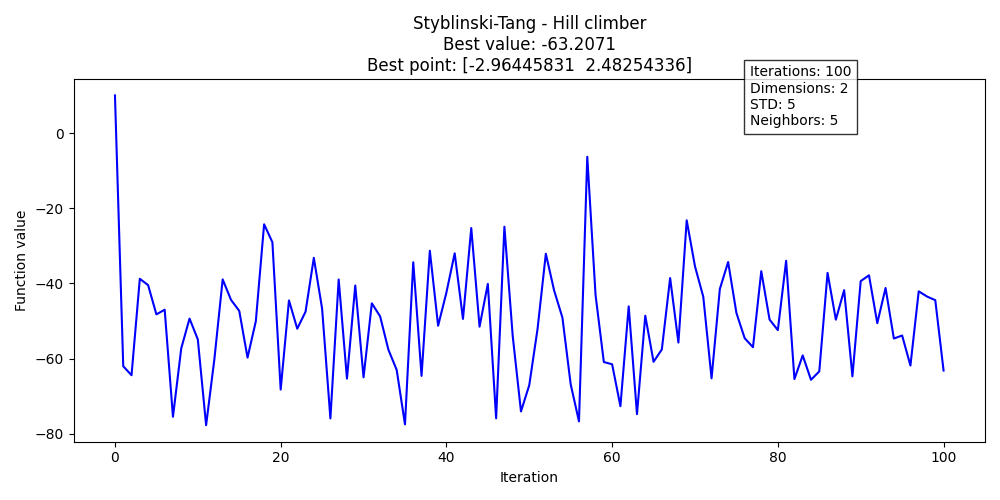 Styblinski-Tang - Hill climber
Best value: -63.2071
Best point: [-2.96445831  2.48254336]
Iterations: 100
Dimensions: 2
STD: 5
Neighbors: 5
Function value
0
−20
−40
−60
−80
0
20
40
60
80
100
Iteration